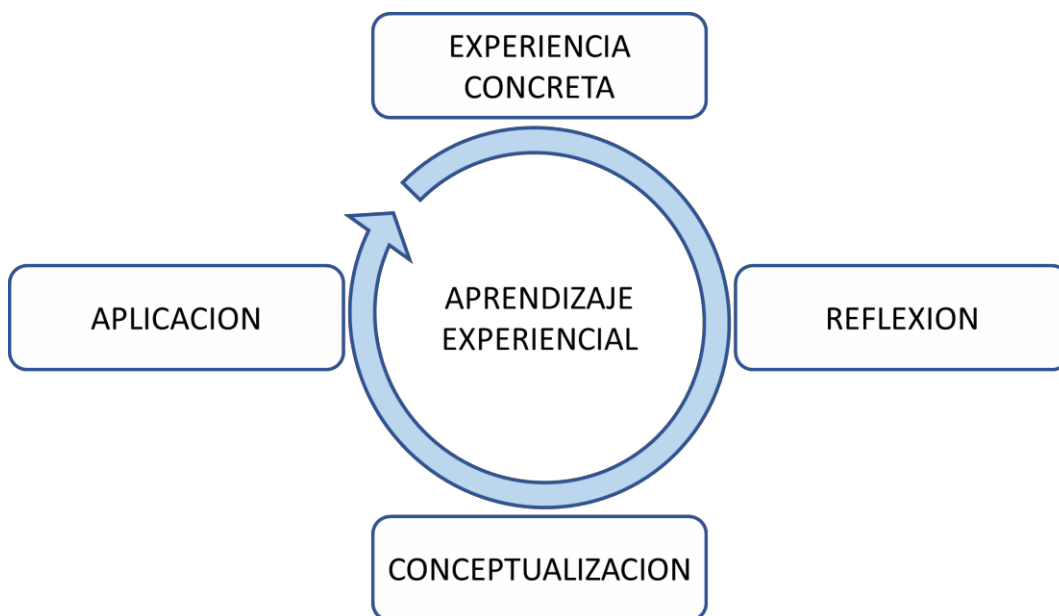 EXPERIENCIA
CONCRETA
APLICACION
APRENDIZAJE
EXPERIENCIAL
REFLEXION
CONCEPTUALIZACION